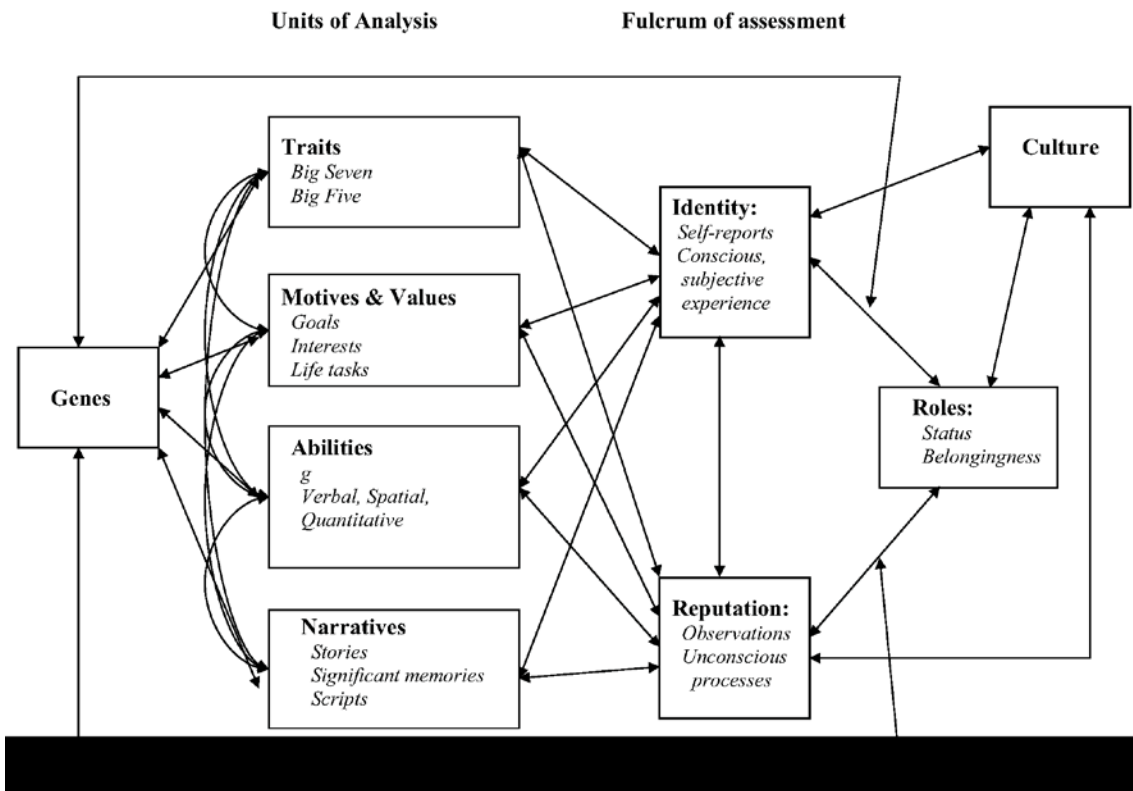 Units of Analysis
Fulcrum of assessment
Traits
Big Seven
Big Five
Motives & Values
Goals
Interests
Life tasks
Abilities
g
Verbal, Spatial,
Quantitative
Narratives
Stories
Significant memories
Scripts
Genes
Identity:
Self-reports
Conscious,
subjective
experience
Reputation:
Observations
Unconscious
processes
Culture
Roles:
Status
Belongingness